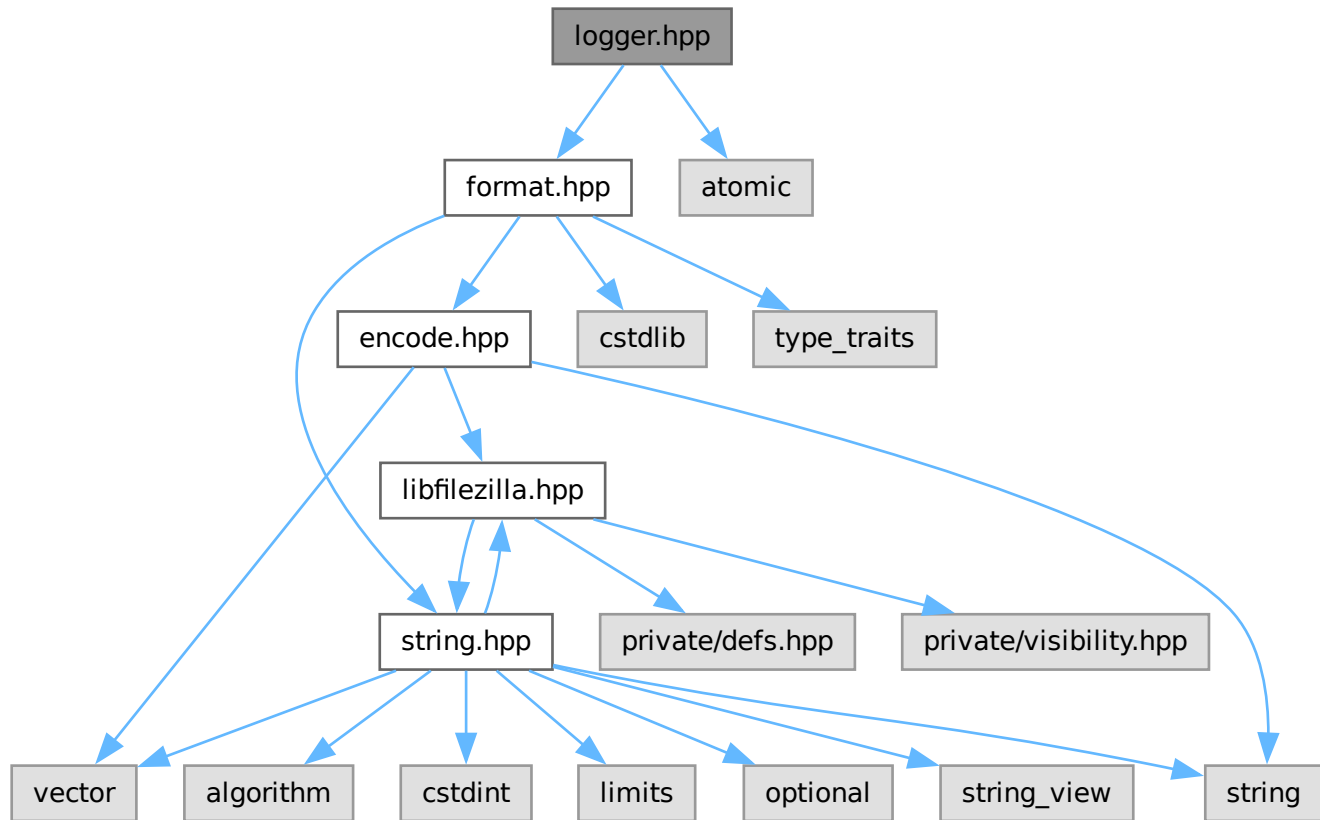 logger.hpp
format.hpp
atomic
encode.hpp
cstdlib
type_traits
libfilezilla.hpp
string.hpp
private/defs.hpp
private/visibility.hpp
vector
algorithm
cstdint
limits
optional
string_view
string